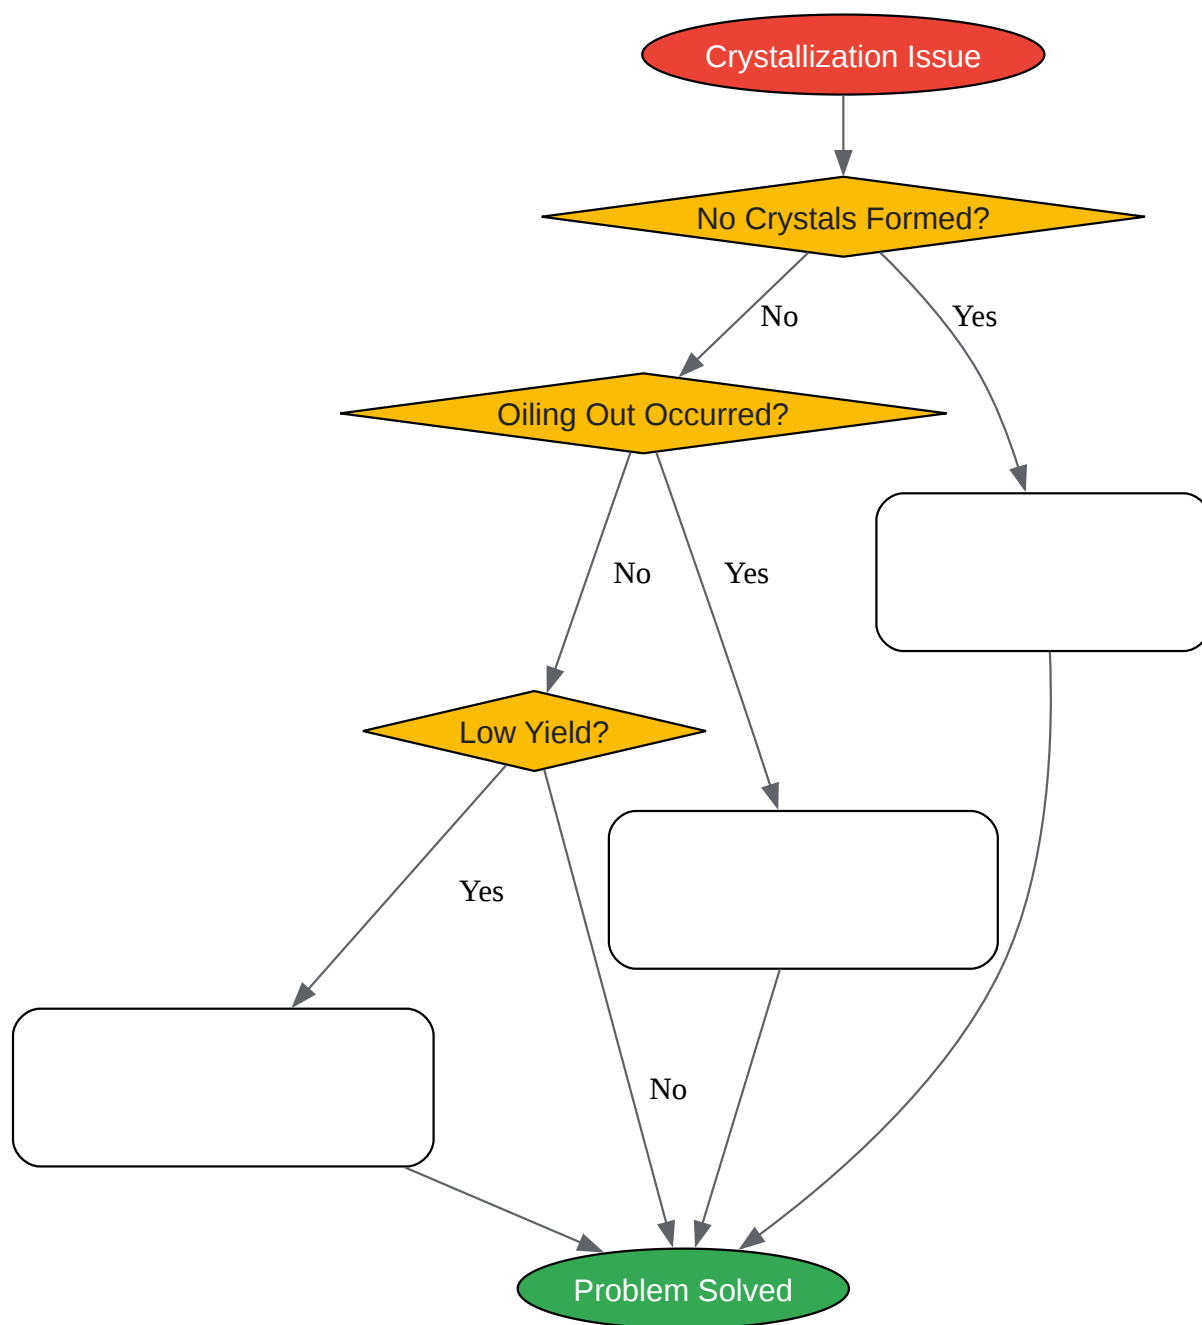 Crystallization Issue
No Crystals Formed?
No
Yes
Oiling Out Occurred?
No
Yes
Low Yield?
Yes
No
Problem Solved